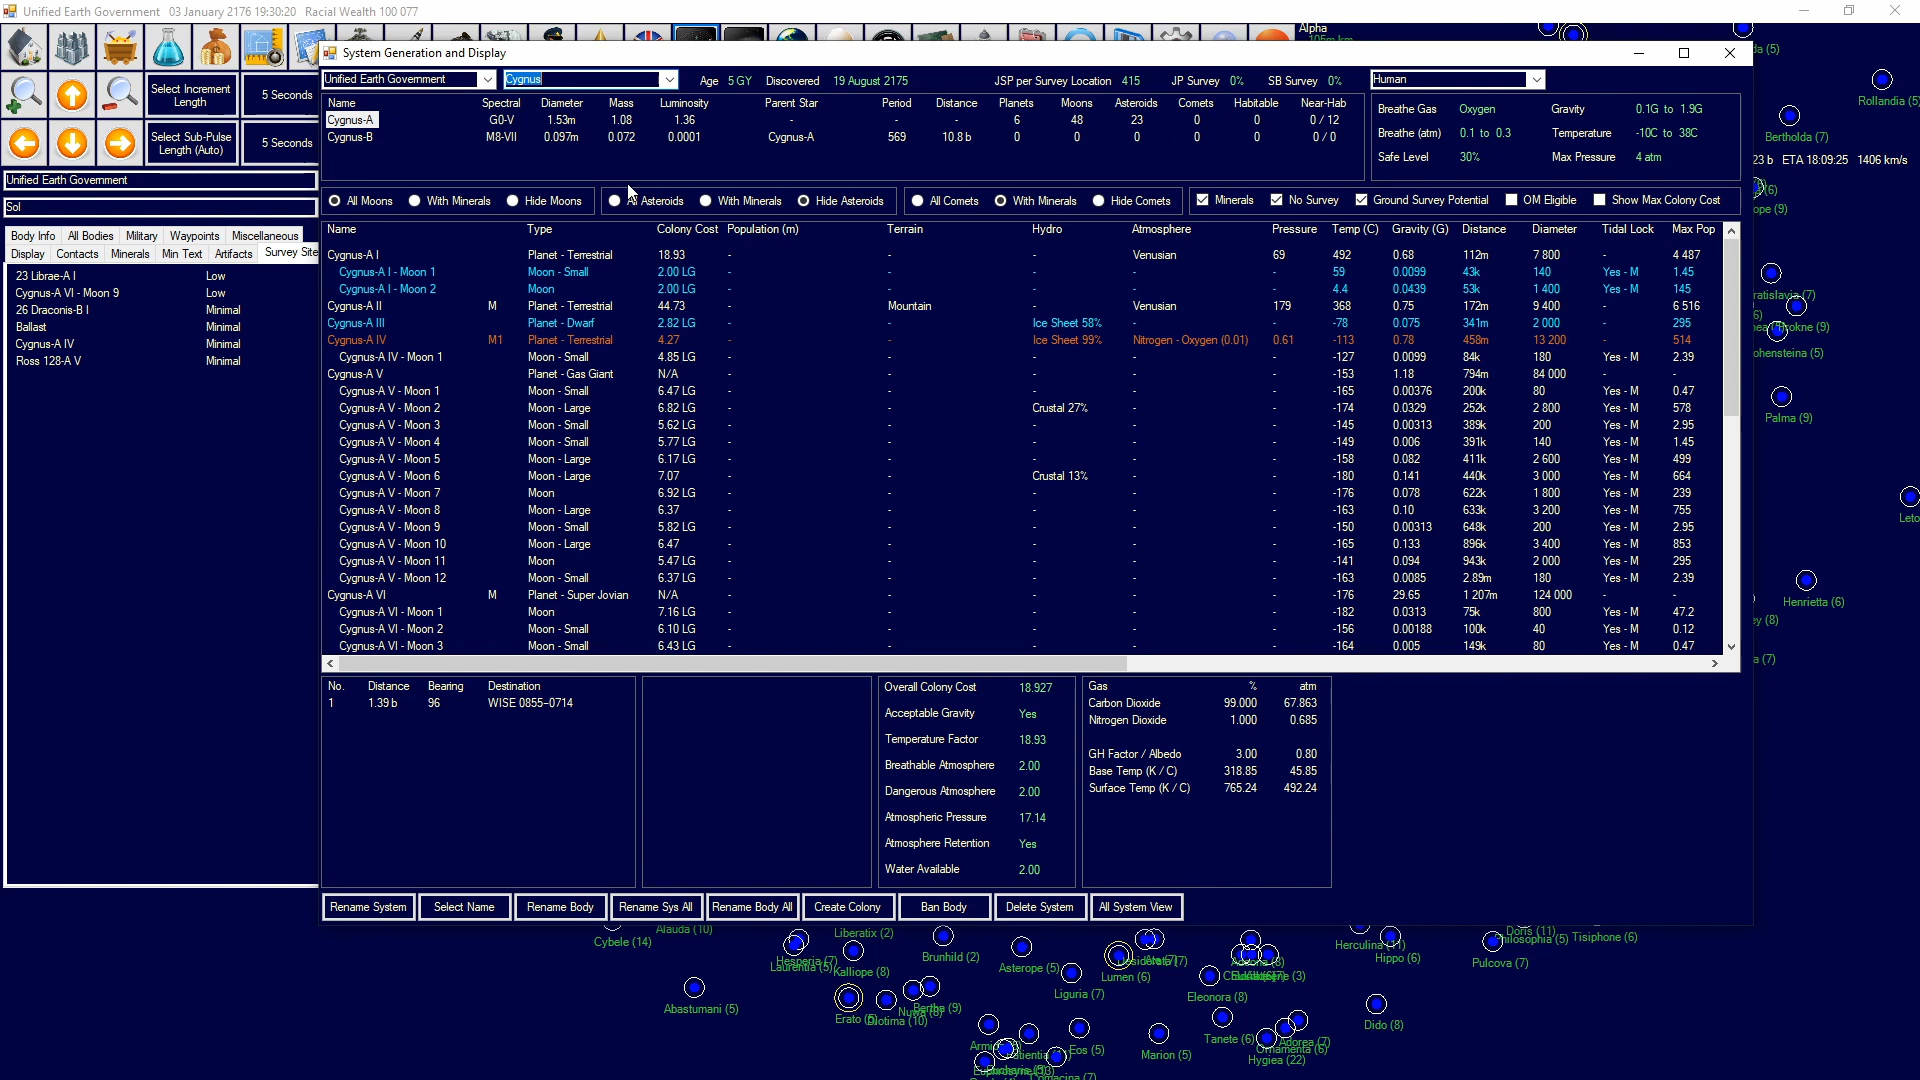 Unified Earth Government 03 January 2176 19:30:20 Racial Wealth 100 077
Alpha
System Generation and Display
Unified Earth Government Cygnus Age 5 GY Discovered 19 August 2175 JSP per Survey Location 415 JP Survey 0% SB Survey 0% Human
Select Increment Length 5 Seconds
Select Sub-Pulse Length (Auto) 5 Seconds
Unified Earth Government
Sol
Body Info All Bodies Military Waypoints Miscellaneous
Display Contacts Minerals Min Text Artifacts Survey Site
23 Librae-A I Low
Cygnus-A VI - Moon 9 Low
26 Draconis-B I Minimal
Ballast Minimal
Cygnus-A IV Minimal
Ross 128-A V Minimal
Name Spectral Diameter Mass Luminosity Parent Star Period Distance Planets Moons Asteroids Comets Habitable Near-Hab
Cygnus-A G0-V 1.53m 1.08 1.36 - - - 6 48 23 0 0 0 / 12
Cygnus-B M8-VII 0.097m 0.072 0.0001 Cygnus-A 569 10.8 b 0 0 0 0 0 0 / 0
Breathe Gas Oxygen Gravity 0.1G to 1.9G
Breathe (atm) 0.1 to 0.3 Temperature -10C to 38C
Safe Level 30% Max Pressure 4 atm
All Moons With Minerals Hide Moons All Asteroids With Minerals Hide Asteroids All Comets With Minerals Hide Comets Minerals No Survey Ground Survey Potential OM Eligible Show Max Colony Cost
Name Type Colony Cost Population (m) Terrain Hydro Atmosphere Pressure Temp (C) Gravity (G) Distance Diameter Tidal Lock Max Pop
Cygnus-A I Planet - Terrestrial 18.93 - - - Venusian 69 492 0.68 112m 7 800 - 4 487
Cygnus-A I - Moon 1 Moon - Small 2.00 LG - - - - - 59 0.0099 43k 140 Yes - M 1.45
Cygnus-A I - Moon 2 Moon 2.00 LG - - - - - 4.4 0.0439 53k 1 400 Yes - M 145
Cygnus-A II M Planet - Terrestrial 44.73 - Mountain - Venusian 179 368 0.75 172m 9 400 - 6 516
Cygnus-A III Planet - Dwarf 2.82 LG - - Ice Sheet 58% - - -78 0.075 341m 2 000 - 295
Cygnus-A IV M1 Planet - Terrestrial 4.27 - - Ice Sheet 99% Nitrogen - Oxygen (0.01) 0.61 -113 0.78 458m 13 200 - 514
Cygnus-A IV - Moon 1 Moon - Small 4.85 LG - - - - - -127 0.0099 84k 180 Yes - M 2.39
Cygnus-A V Planet - Gas Giant N/A - - - - - -153 1.18 794m 84 000 - -
Cygnus-A V - Moon 1 Moon - Small 6.47 LG - - - - - -165 0.00376 200k 80 Yes - M 0.47
Cygnus-A V - Moon 2 Moon - Large 6.82 LG - - Crustal 27% - - -174 0.0329 252k 2 800 Yes - M 578
Cygnus-A V - Moon 3 Moon - Small 5.62 LG - - - - - -145 0.00313 389k 200 Yes - M 2.95
Cygnus-A V - Moon 4 Moon - Small 5.77 LG - - - - - -149 0.006 391k 140 Yes - M 1.45
Cygnus-A V - Moon 5 Moon - Large 6.17 LG - - - - - -158 0.082 411k 2 600 Yes - M 499
Cygnus-A V - Moon 6 Moon - Large 7.07 - - Crustal 13% - - -180 0.141 440k 3 000 Yes - M 664
Cygnus-A V - Moon 7 Moon 6.92 LG - - - - - -176 0.078 622k 1 800 Yes - M 239
Cygnus-A V - Moon 8 Moon - Large 6.37 - - - - - -163 0.10 633k 3 200 Yes - M 755
Cygnus-A V - Moon 9 Moon - Small 5.82 LG - - - - - -150 0.00313 648k 200 Yes - M 2.95
Cygnus-A V - Moon 10 Moon - Large 6.47 - - - - - -165 0.133 896k 3 400 Yes - M 853
Cygnus-A V - Moon 11 Moon 5.47 LG - - - - - -141 0.094 943k 2 000 Yes - M 295
Cygnus-A V - Moon 12 Moon - Small 6.37 LG - - - - - -163 0.0085 2.89m 180 Yes - M 2.39
Cygnus-A VI M Planet - Super Jovian N/A - - - - - -176 29.65 1 207m 124 000 - -
Cygnus-A VI - Moon 1 Moon 7.16 LG - - - - - -182 0.0313 75k 800 Yes - M 47.2
Cygnus-A VI - Moon 2 Moon - Small 6.10 LG - - - - - -156 0.00188 100k 40 Yes - M 0.12
Cygnus-A VI - Moon 3 Moon - Small 6.43 LG - - - - - -164 0.005 149k 80 Yes - M 0.47
No. Distance Bearing Destination
1 1.39 b 96 WISE 0855-0714
Overall Colony Cost 18.927
Acceptable Gravity Yes
Temperature Factor 18.93
Breathable Atmosphere 2.00
Dangerous Atmosphere 2.00
Atmospheric Pressure 17.14
Atmosphere Retention Yes
Water Available 2.00
Gas % atm
Carbon Dioxide 99.000 67.863
Nitrogen Dioxide 1.000 0.685
GH Factor / Albedo 3.00 0.80
Base Temp (K / C) 318.85 45.85
Surface Temp (K / C) 765.24 492.24
Rename System Select Name Rename Body Rename Sys All Rename Body All Create Colony Ban Body Delete System All System View
Rollandia (5)
Bertholda (7)
23 b ETA 18:09:25 1406 km/s
Palma (9)
Leto
Henrietta (6)
Cybele (14)
Alauda (10)
Liberatix (2)
Hesperia (7)
Laurentia (5)
Kalliope (8)
Brunhild (2)
Asterope (5)
Lumen (6)
Liguria (7)
Eleonora (8)
Herculina (11)
Hippo (6)
Doris (11)
Philosophia (5)
Tisiphone (6)
Pulcova (7)
Abastumani (5)
Erato (5)
Diotima (10)
Bertha (9)
Eos (5)
Marion (5)
Tanete (6)
Adorea (7)
Ornamenta (6)
Hygiea (22)
Dido (8)